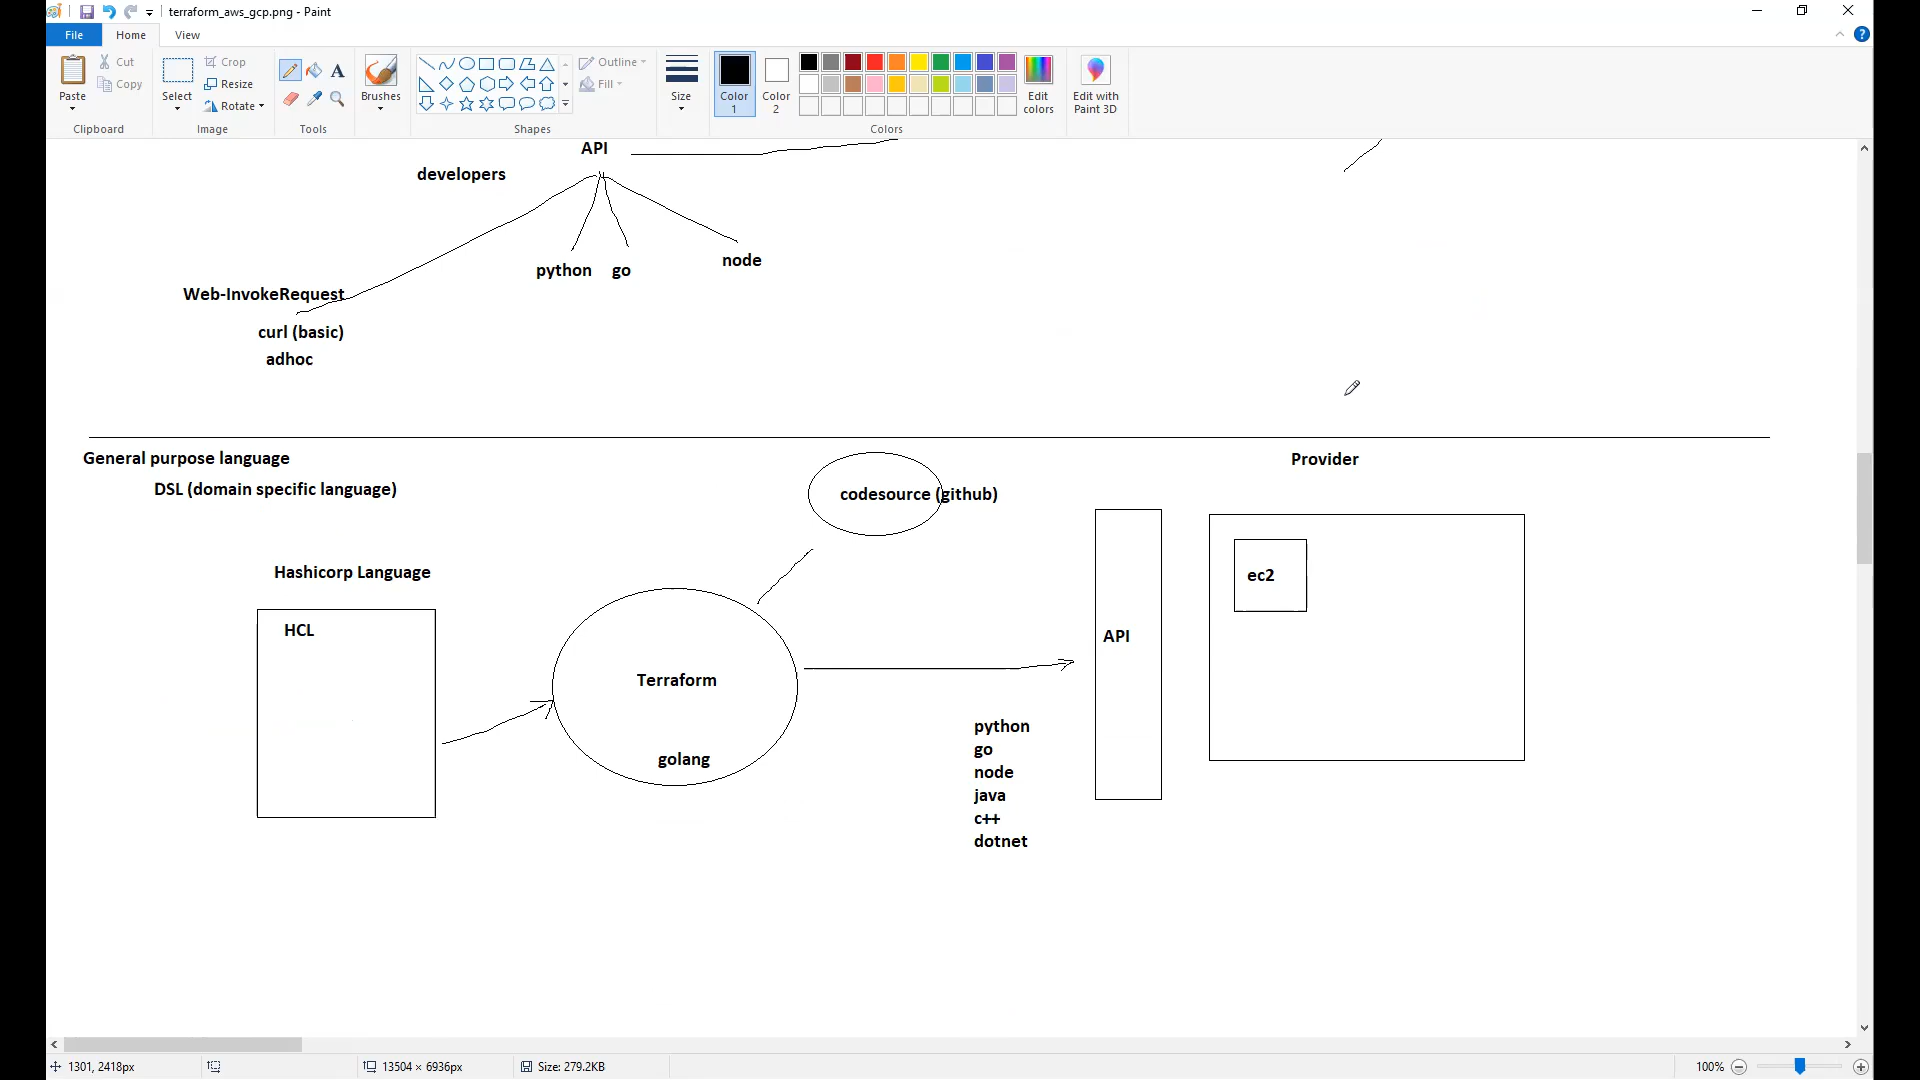 terraform_aws_gcp.png - Paint
File
Home
View
Paste
Cut
Copy
Clipboard
Select
Crop
Resize
Rotate
Image
A
Tools
Brushes
Outline
Fill
Shapes
Size
Color 1
Color 2
Edit colors
Edit with Paint 3D
Colors
?
API
developers
python
go
node
Web-InvokeRequest
curl (basic)
adhoc
General purpose language
DSL (domain specific language)
codesource (github)
Provider
Hashicorp Language
HCL
Terraform
golang
API
ec2
python
go
node
java
c++
dotnet
1301, 2418px
13504 × 6936px
Size: 279.2KB
100%